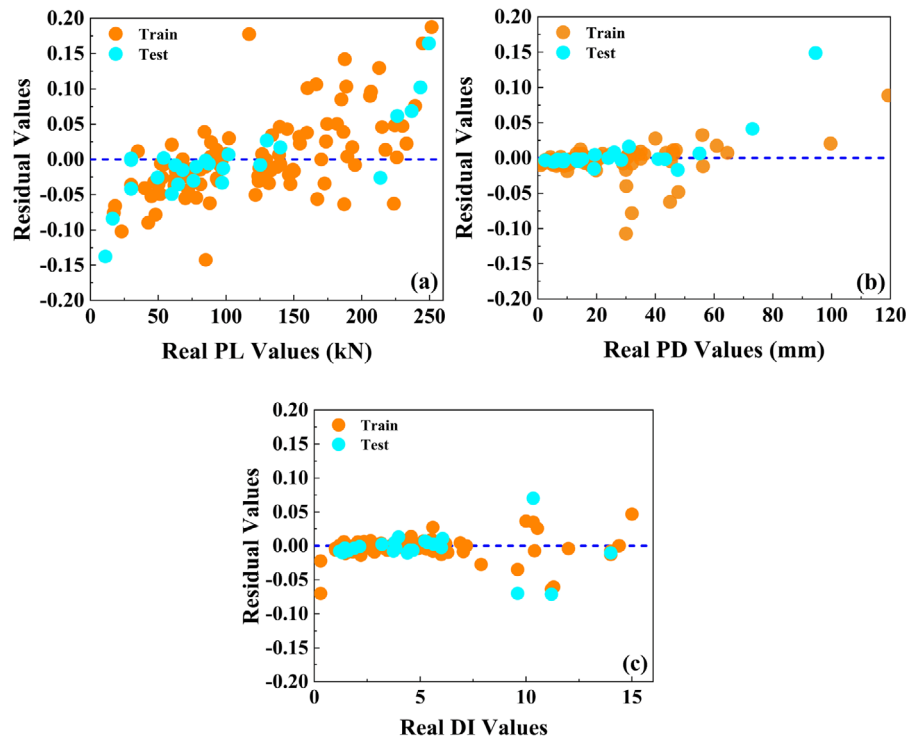 0.20
0.15
0.10
0.05
0.00
-0.05
-0.10
-0.15
-0.20
Residual Values
Train
Test
(a)
0 50 100 150 200 250
Real PL Values (kN)
0.20
0.15
0.10
0.05
0.00
-0.05
-0.10
-0.15
-0.20
Residual Values
Train
Test
(b)
0 20 40 60 80 100 120
Real PD Values (mm)
0.20
0.15
0.10
0.05
0.00
-0.05
-0.10
-0.15
-0.20
Residual Values
Train
Test
(c)
0 5 10 15
Real DI Values